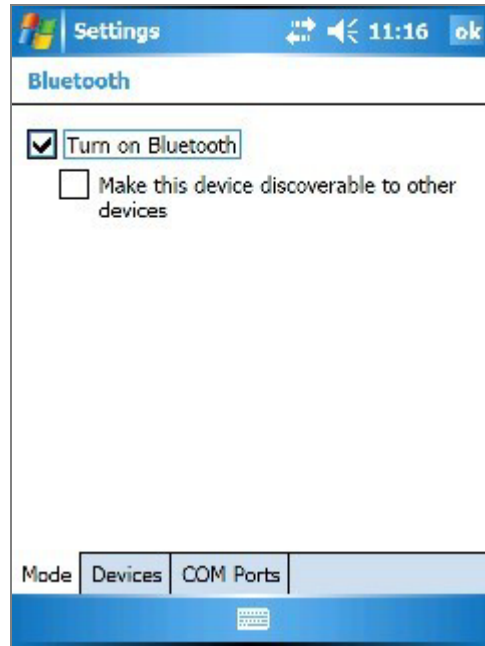 Settings 11:16 ok
Bluetooth
Turn on Bluetooth
Make this device discoverable to other
devices
Mode Devices COM Ports